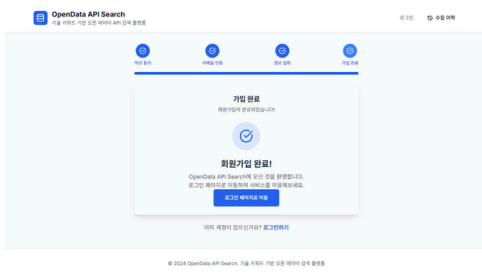 OpenData API Search
기술 키워드 기반 오픈 데이터 API 검색 플랫폼
로그인
수집 이력
약관 동의
이메일 인증
정보 입력
가입 완료
가입 완료
회원가입이 완료되었습니다!
회원가입 완료!
OpenData API Search에 오신 것을 환영합니다.
로그인 페이지로 이동하여 서비스를 이용해보세요.
로그인 페이지로 이동
이미 계정이 있으신가요? 로그인하기
© 2024 OpenData API Search. 기술 키워드 기반 오픈 데이터 검색 플랫폼